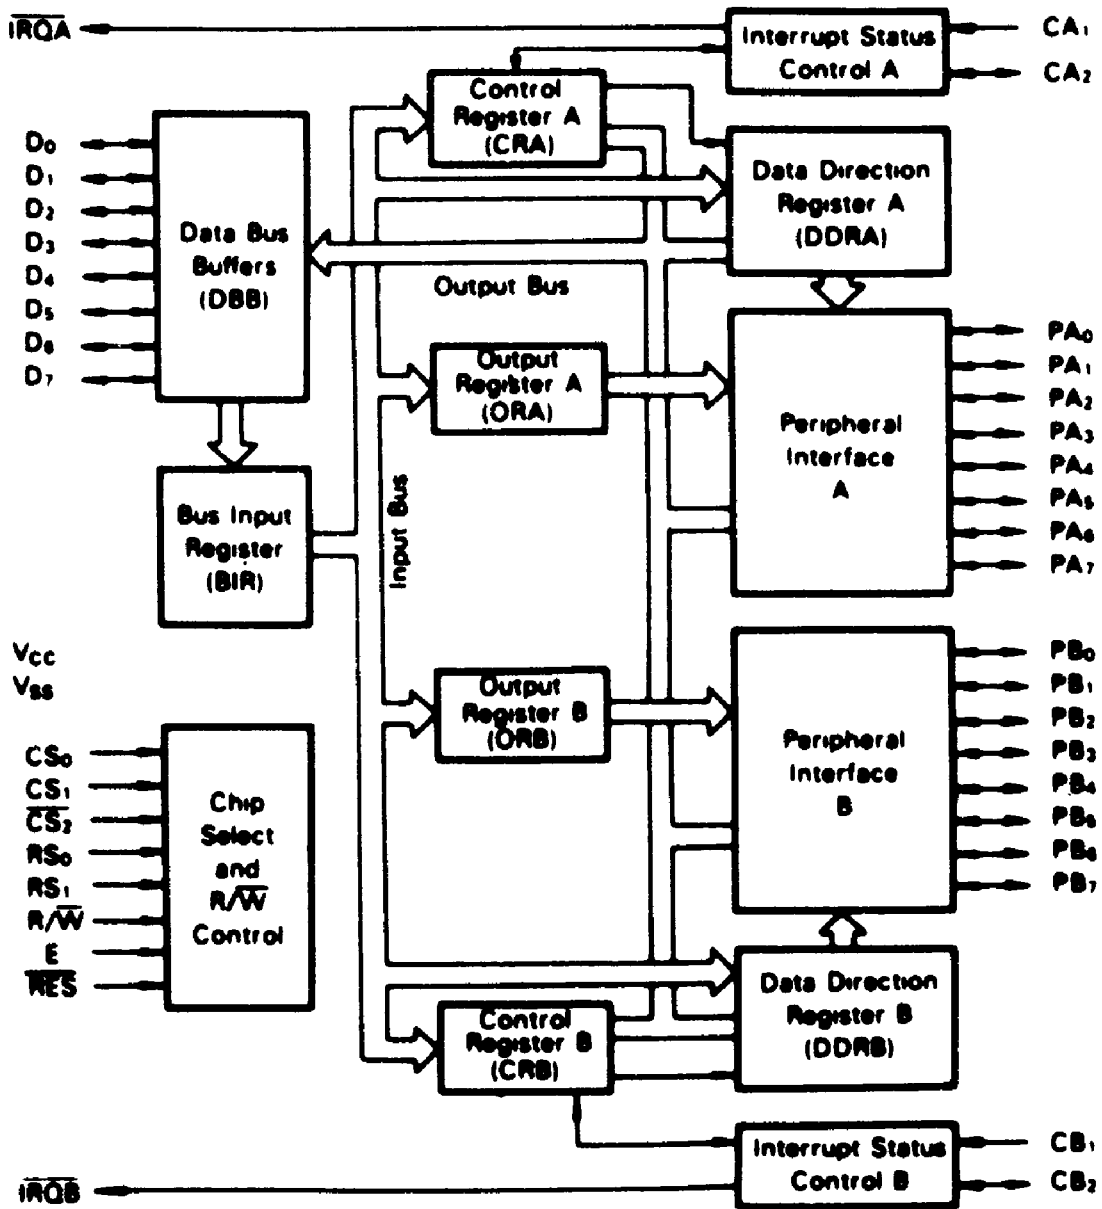 IRQA
Interrupt Status
Control A
CA1
CA2
Control
Register A
(CRA)
D0
D1
D2
D3
D4
D5
D6
D7
Data Bus
Buffers
(DBB)
Data Direction
Register A
(DDRA)
Output Bus
Output
Register A
(ORA)
Peripheral
Interface
A
PA0
PA1
PA2
PA3
PA4
PA5
PA6
PA7
Bus Input
Register
(BIR)
Input Bus
VCC
VSS
Output
Register B
(ORB)
Peripheral
Interface
B
PB0
PB1
PB2
PB3
PB4
PB5
PB6
PB7
CS0
CS1
CS2
RS0
RS1
R/W
E
RES
Chip
Select
and
R/W
Control
Data Direction
Register B
(DDRB)
Control
Register B
(CRB)
Interrupt Status
Control B
CB1
CB2
IRQB